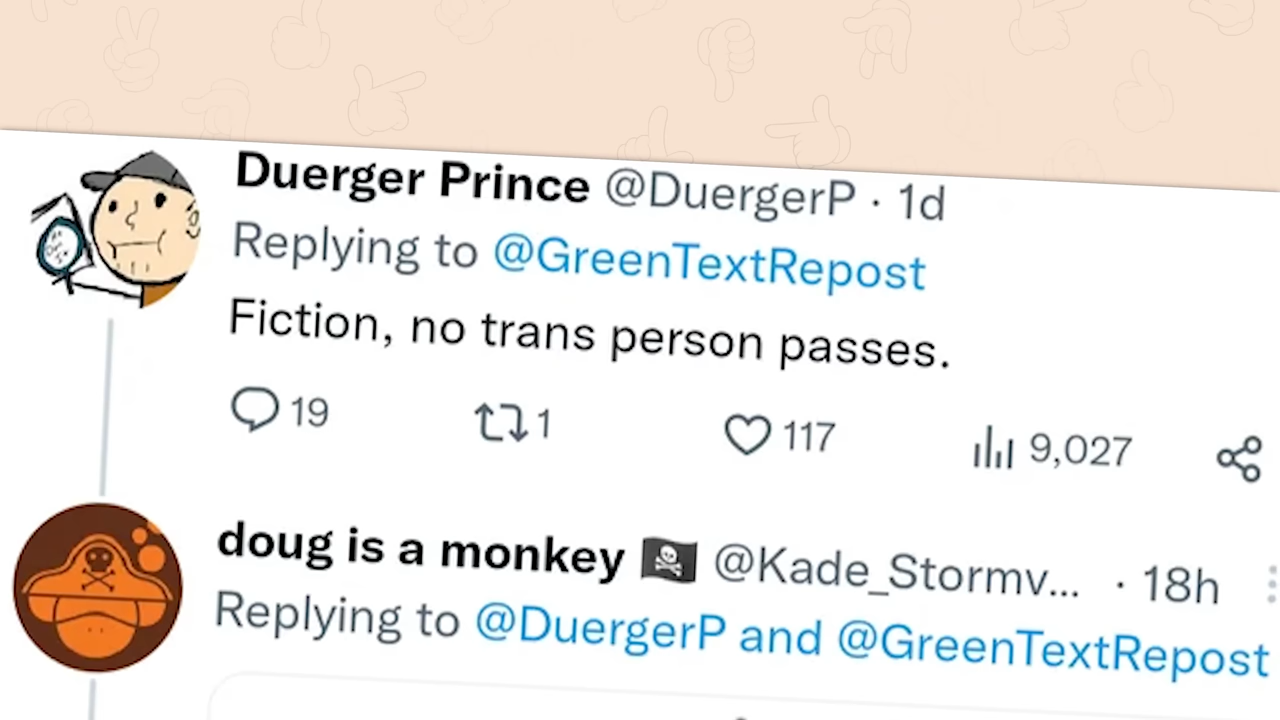 Duerger Prince @DuergerP · 1d
Replying to @GreenTextRepost
Fiction, no trans person passes.
19 1 117 9,027
doug is a monkey 🏴‍☠️ @Kade_Stormv... · 18h
Replying to @DuergerP and @GreenTextRepost